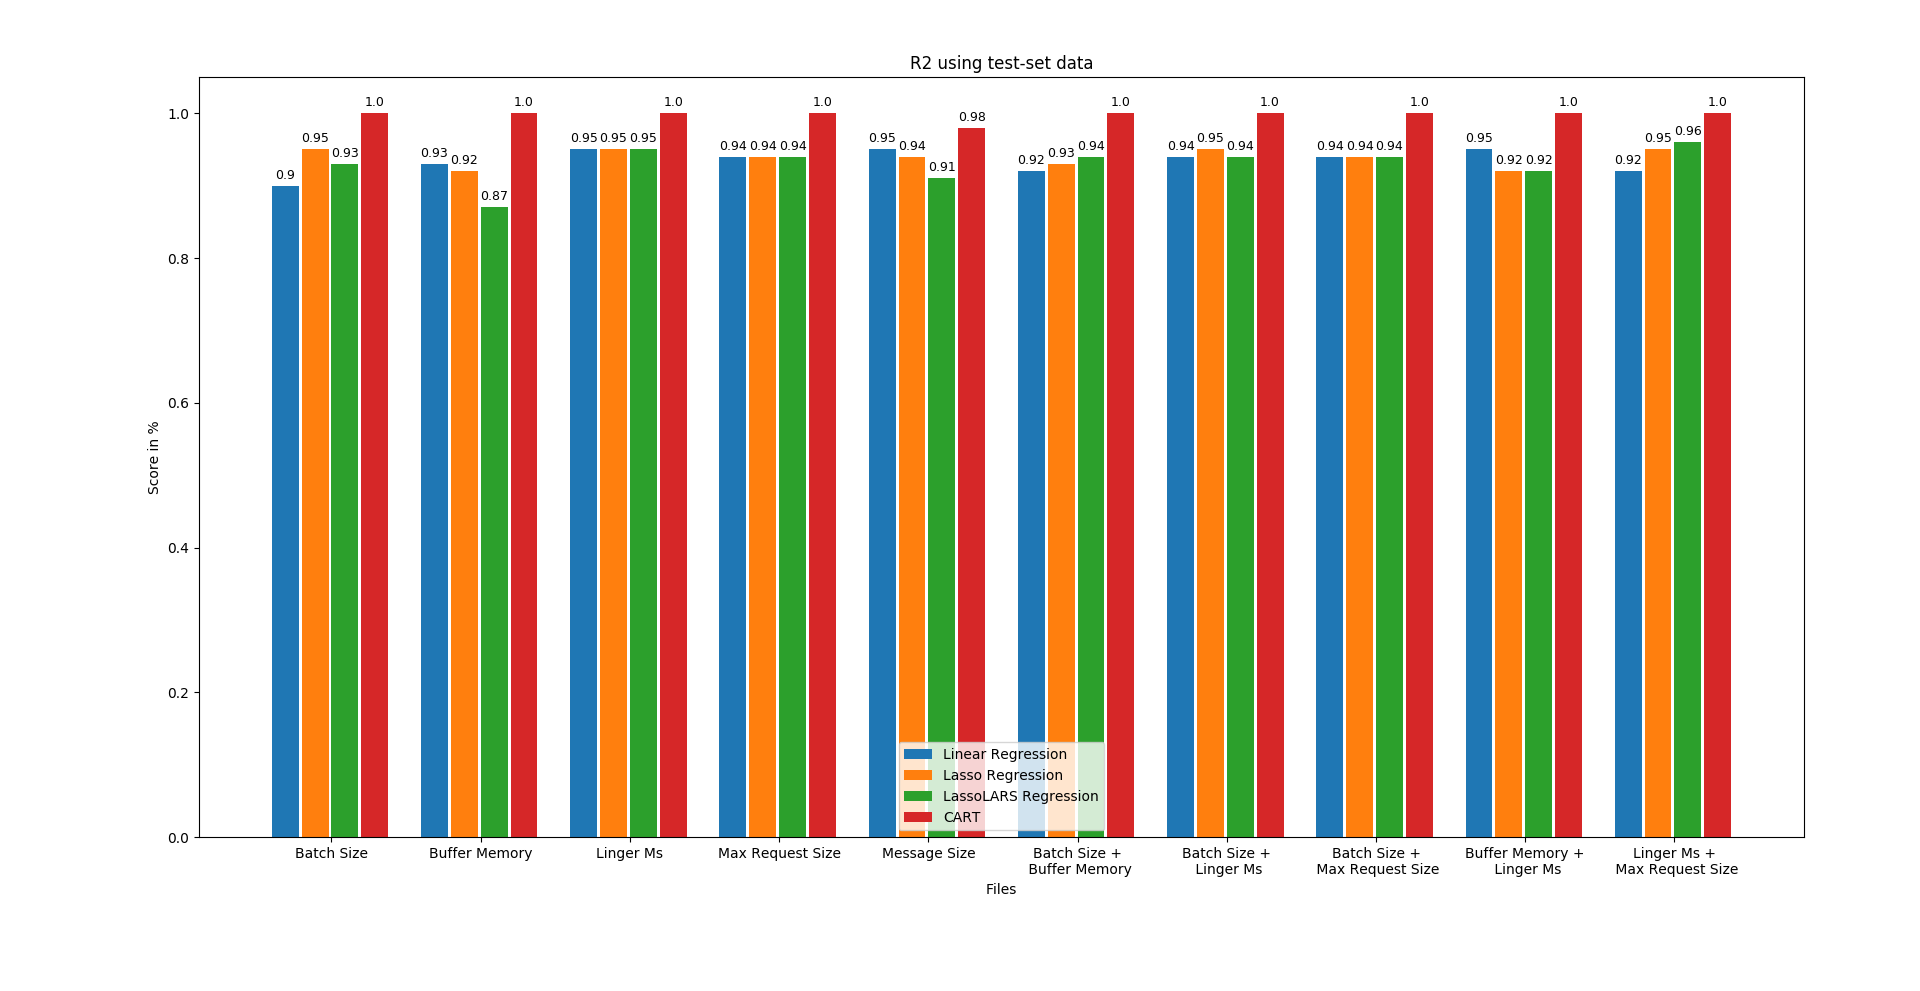 R2 using test-set data
Score in %
1.0
0.8
0.6
0.4
0.2
0.0
0.9 0.95 0.93 1.0
0.93 0.92 0.87 1.0
0.95 0.95 0.95 1.0
0.94 0.94 0.94 1.0
0.95 0.94 0.91 0.98
0.92 0.93 0.94 1.0
0.94 0.95 0.94 1.0
0.94 0.94 0.94 1.0
0.95 0.92 0.92 1.0
0.92 0.95 0.96 1.0
Linear Regression
Lasso Regression
LassoLARS Regression
CART
Batch Size
Buffer Memory
Linger Ms
Max Request Size
Message Size
Batch Size +
Buffer Memory
Batch Size +
Linger Ms
Batch Size +
Max Request Size
Buffer Memory +
Linger Ms
Linger Ms +
Max Request Size
Files